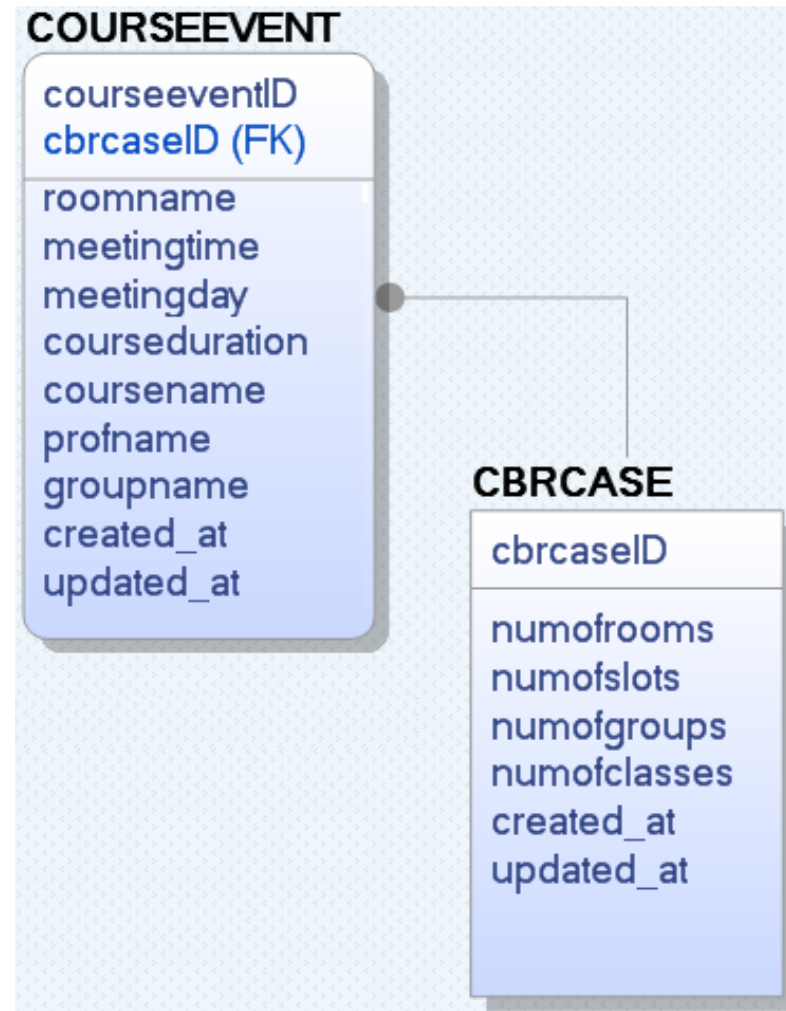 COURSEEVENT
courseeventID
cbrcaseID (FK)
roomname
meetingtime
meetingday
courseduration
coursename
profname
groupname
created_at
updated_at
CBRCASE
cbrcaseID
numofrooms
numofslots
numofgroups
numofclasses
created_at
updated_at